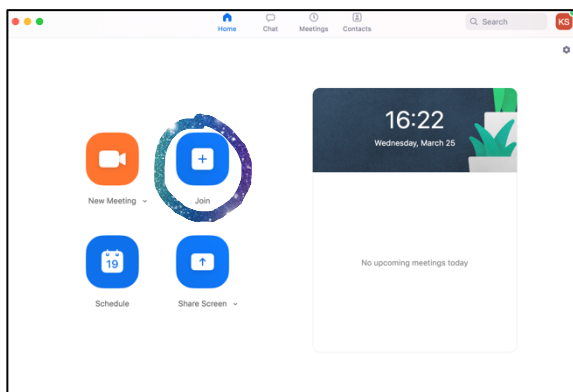 Home
Chat
Meetings
Contacts
Search
KS
16:22
Wednesday, March 25
New Meeting
Join
No upcoming meetings today
19
Schedule
Share Screen